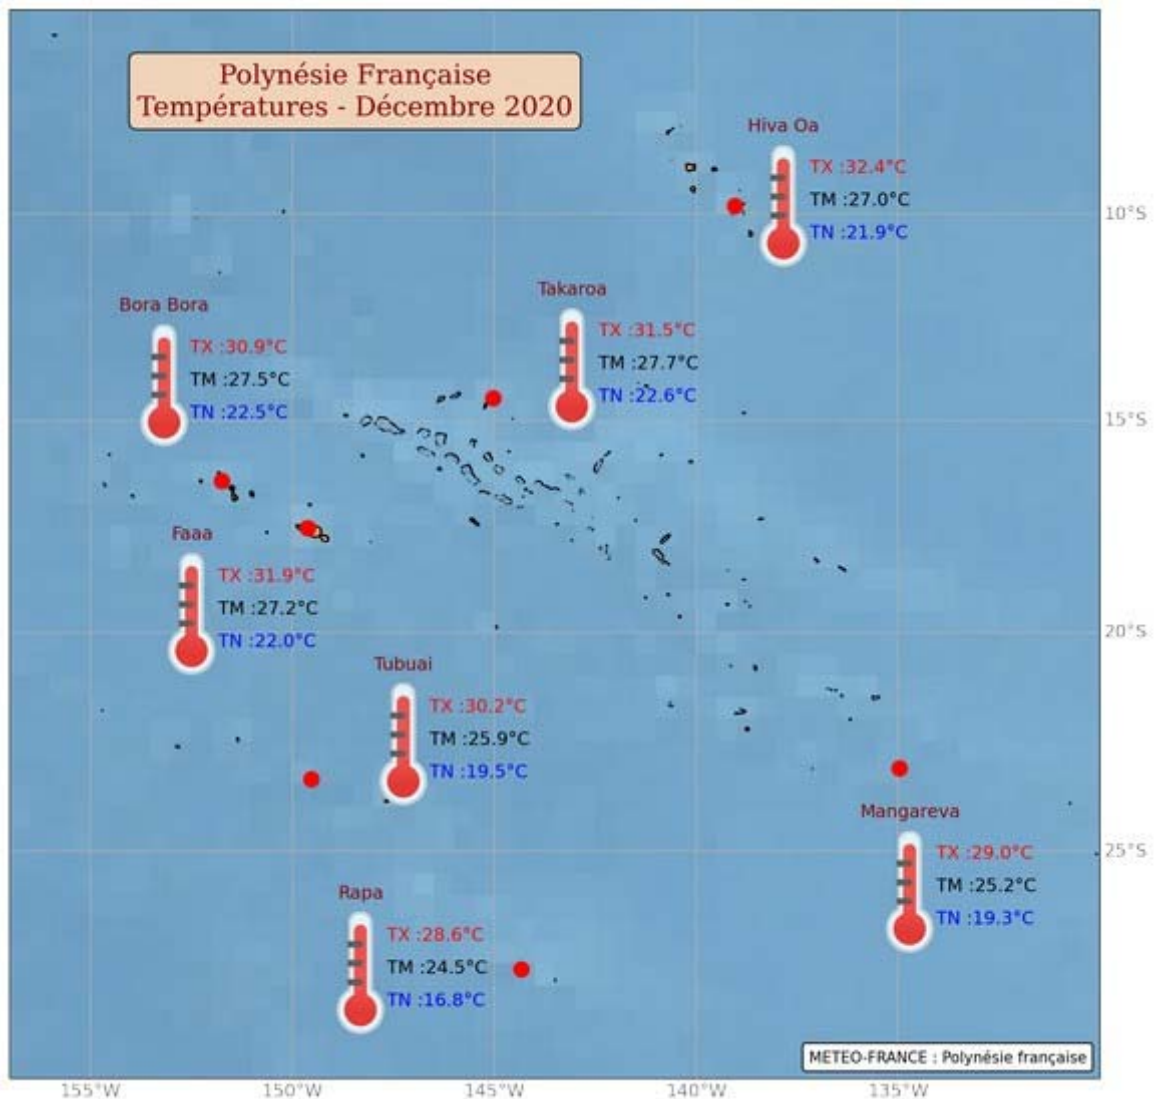 Polynésie Française
Températures - Décembre 2020
Hiva Oa
TX :32.4°C
TM :27.0°C
TN :21.9°C
10°S
Takaroa
TX :31.5°C
TM :27.7°C
TN :22.6°C
Bora Bora
TX :30.9°C
TM :27.5°C
TN :22.5°C
15°S
Faaa
TX :31.9°C
TM :27.2°C
TN :22.0°C
20°S
Tubuai
TX :30.2°C
TM :25.9°C
TN :19.5°C
Mangareva
TX :29.0°C
TM :25.2°C
TN :19.3°C
25°S
Rapa
TX :28.6°C
TM :24.5°C
TN :16.8°C
METEO-FRANCE : Polynésie française
155°W 150°W 145°W 140°W 135°W